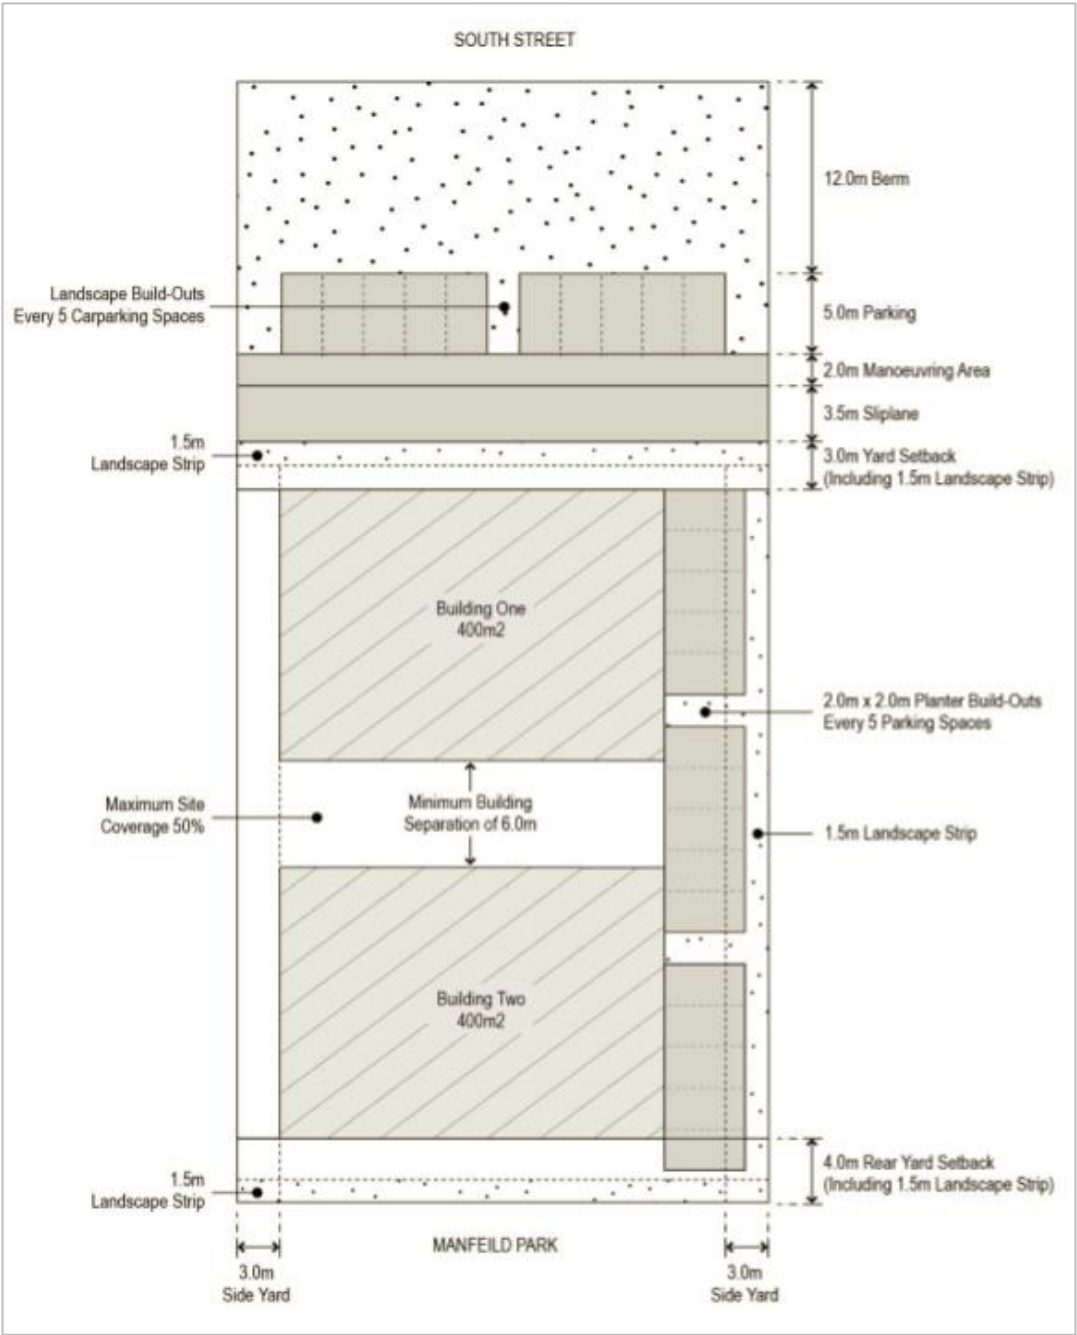 SOUTH STREET
12.0m Berm
Landscape Build-Outs
Every 5 Carparking Spaces
5.0m Parking
2.0m Manoeuvring Area
3.5m Sliplane
1.5m
Landscape Strip
3.0m Yard Setback
(Including 1.5m Landscape Strip)
Building One
400m2
2.0m x 2.0m Planter Build-Outs
Every 5 Parking Spaces
Maximum Site
Coverage 50%
Minimum Building
Separation of 6.0m
1.5m Landscape Strip
Building Two
400m2
4.0m Rear Yard Setback
(Including 1.5m Landscape Strip)
1.5m
Landscape Strip
MANFEILD PARK
3.0m
Side Yard
3.0m
Side Yard